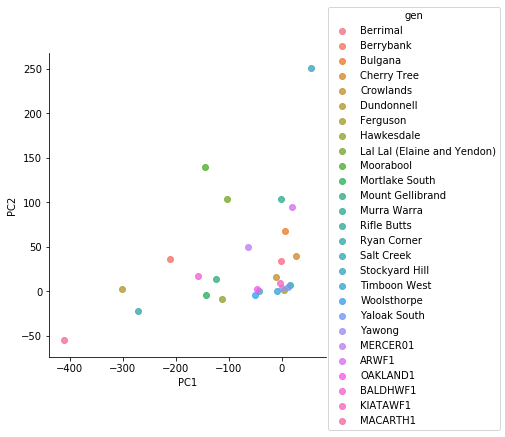 gen
Berrimal
Berrybank
Bulgana
Cherry Tree
Crowlands
Dundonnell
Ferguson
Hawkesdale
Lal Lal (Elaine and Yendon)
Moorabool
Mortlake South
Mount Gellibrand
Murra Warra
Rifle Butts
Ryan Corner
Salt Creek
Stockyard Hill
Timboon West
Woolsthorpe
Yaloak South
Yawong
MERCER01
ARWF1
OAKLAND1
BALDHWF1
KIATAWF1
MACARTH1
PC2
250
200
150
100
50
0
−50
−400
−300
−200
−100
0
PC1